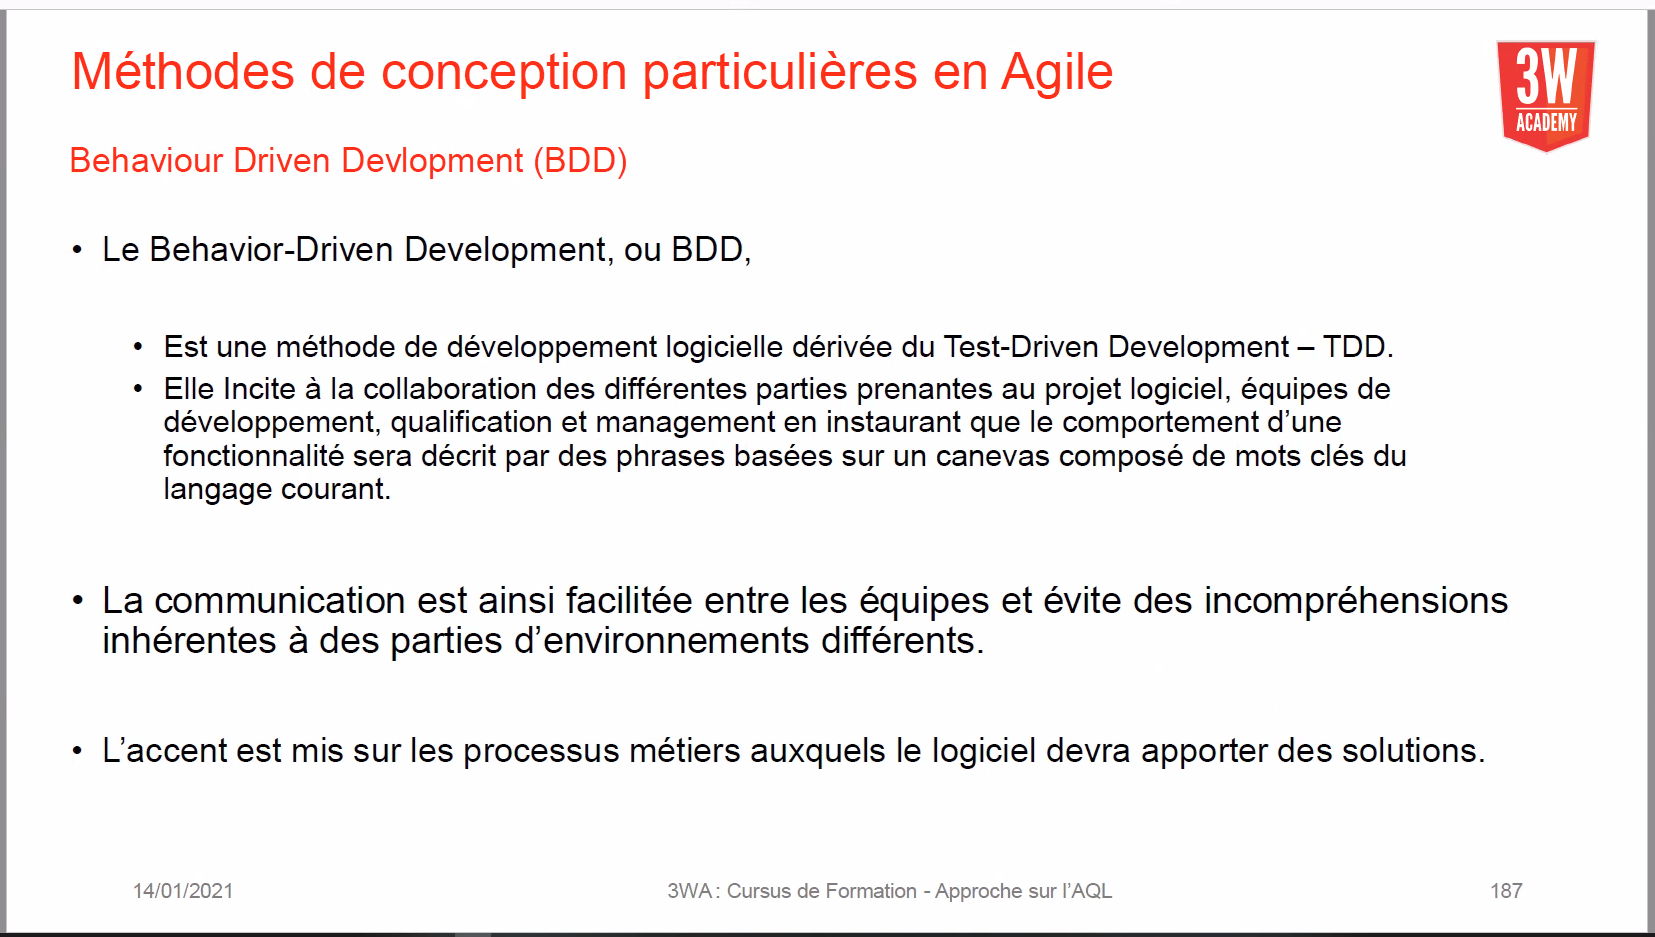 Méthodes de conception particulières en Agile
3W
ACADEMY
Behaviour Driven Devlopment (BDD)
• Le Behavior-Driven Development, ou BDD,
• Est une méthode de développement logicielle dérivée du Test-Driven Development – TDD.
• Elle Incite à la collaboration des différentes parties prenantes au projet logiciel, équipes de
développement, qualification et management en instaurant que le comportement d’une
fonctionnalité sera décrit par des phrases basées sur un canevas composé de mots clés du
langage courant.
• La communication est ainsi facilitée entre les équipes et évite des incompréhensions
inhérentes à des parties d’environnements différents.
• L’accent est mis sur les processus métiers auxquels le logiciel devra apporter des solutions.
14/01/2021
3WA : Cursus de Formation - Approche sur l’AQL
187